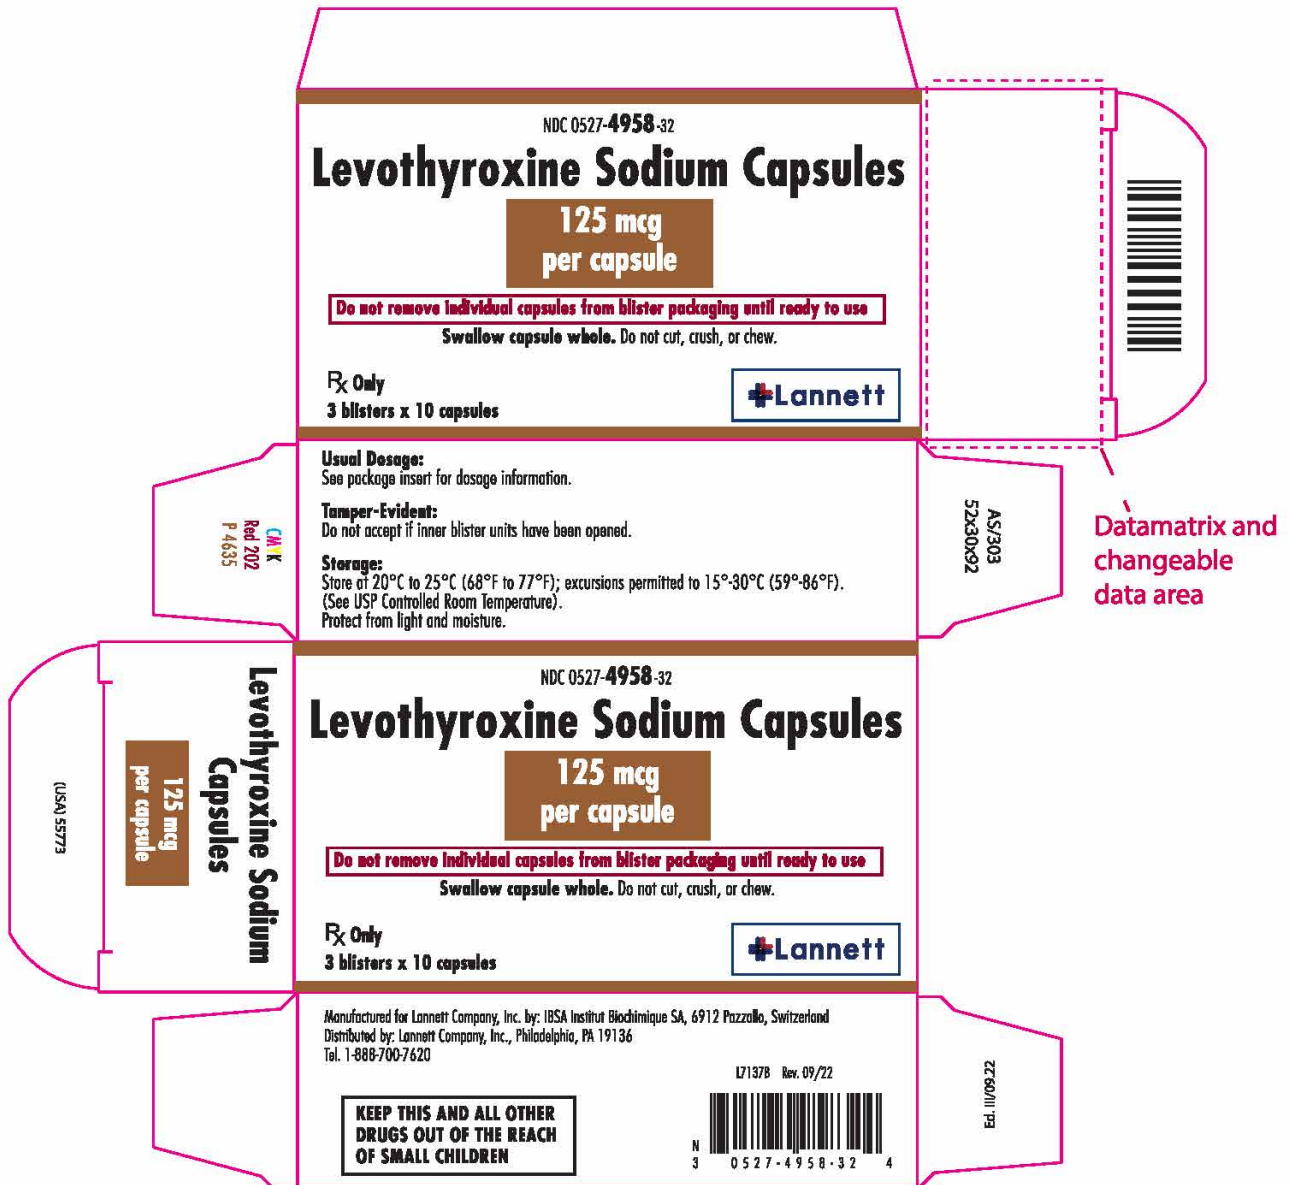 NDC 0527-4958-32
Levothyroxine Sodium Capsules
125 mcg
per capsule
Do not remove individual capsules from blister packaging until ready to use
Swallow capsule whole. Do not cut, crush, or chew.
Rx Only
3 blisters x 10 capsules
Lannett
Usual Dosage:
See package insert for dosage information.
Tamper-Evident:
Do not accept if inner blister units have been opened.
Storage:
Store at 20°C to 25°C (68°F to 77°F); excursions permitted to 15°-30°C (59°-86°F).
(See USP Controlled Room Temperature).
Protect from light and moisture.
CMYK
Red 202
P 4635
AS/303
52x30x92
Datamatrix and
changeable
data area
NDC 0527-4958-32
Levothyroxine Sodium Capsules
125 mcg
per capsule
Do not remove individual capsules from blister packaging until ready to use
Swallow capsule whole. Do not cut, crush, or chew.
Rx Only
3 blisters x 10 capsules
Lannett
Levothyroxine Sodium
Capsules
125 mcg
per capsule
(USA) 55773
Manufactured for Lannett Company, Inc. by: IBSA Institut Biochimique SA, 6912 Pazzallo, Switzerland
Distributed by: Lannett Company, Inc., Philadelphia, PA 19136
Tel. 1-888-700-7620
L7137B Rev. 09/22
KEEP THIS AND ALL OTHER
DRUGS OUT OF THE REACH
OF SMALL CHILDREN
N
3 0527-4958-32 4
Ed. III/09.22